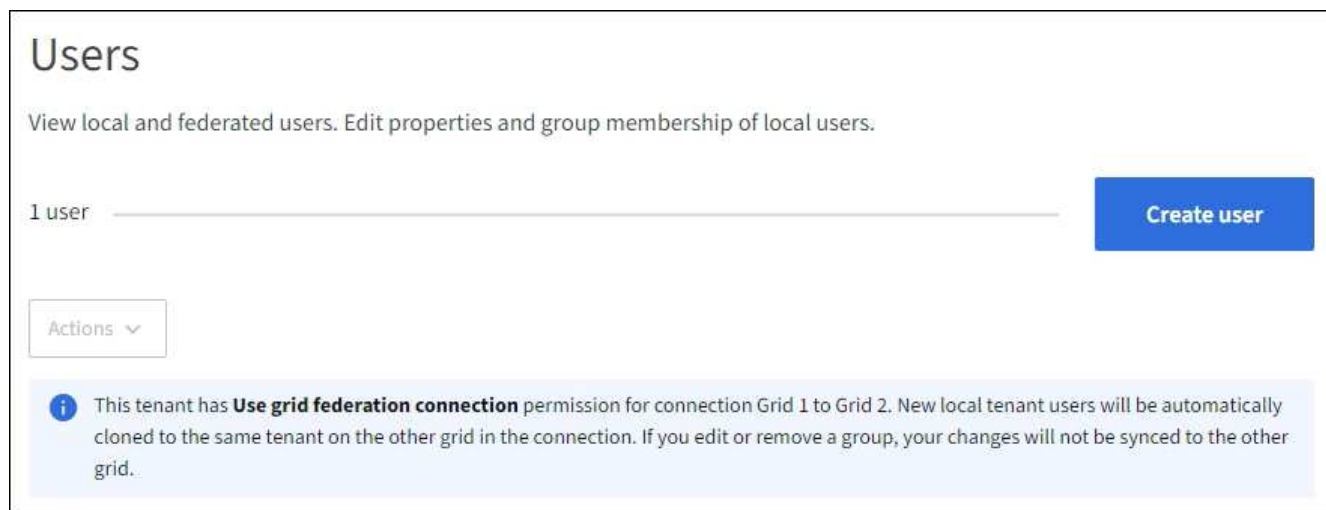 Users
View local and federated users. Edit properties and group membership of local users.
1 user
Create user
Actions
This tenant has Use grid federation connection permission for connection Grid 1 to Grid 2. New local tenant users will be automatically
cloned to the same tenant on the other grid in the connection. If you edit or remove a group, your changes will not be synced to the other
grid.